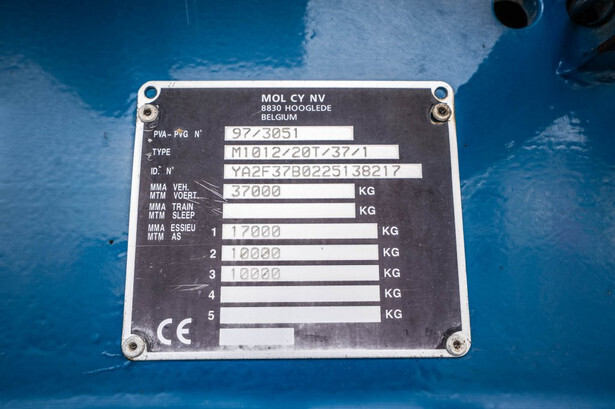 MOL CY NV
8830 HOOGLEDE
BELGIUM
PVA-PVG N° 97/3051
TYPE M1012/20T/37/1
ID. N° YA2F37B0225138217
MMA VEH. 37000 KG
MTM VOERT.
MMA TRAIN KG
MTM SLEEP
MMA ESSIEU 1 17000 KG
MTM AS
2 10000 KG
3 10000 KG
4 KG
5 KG
CE